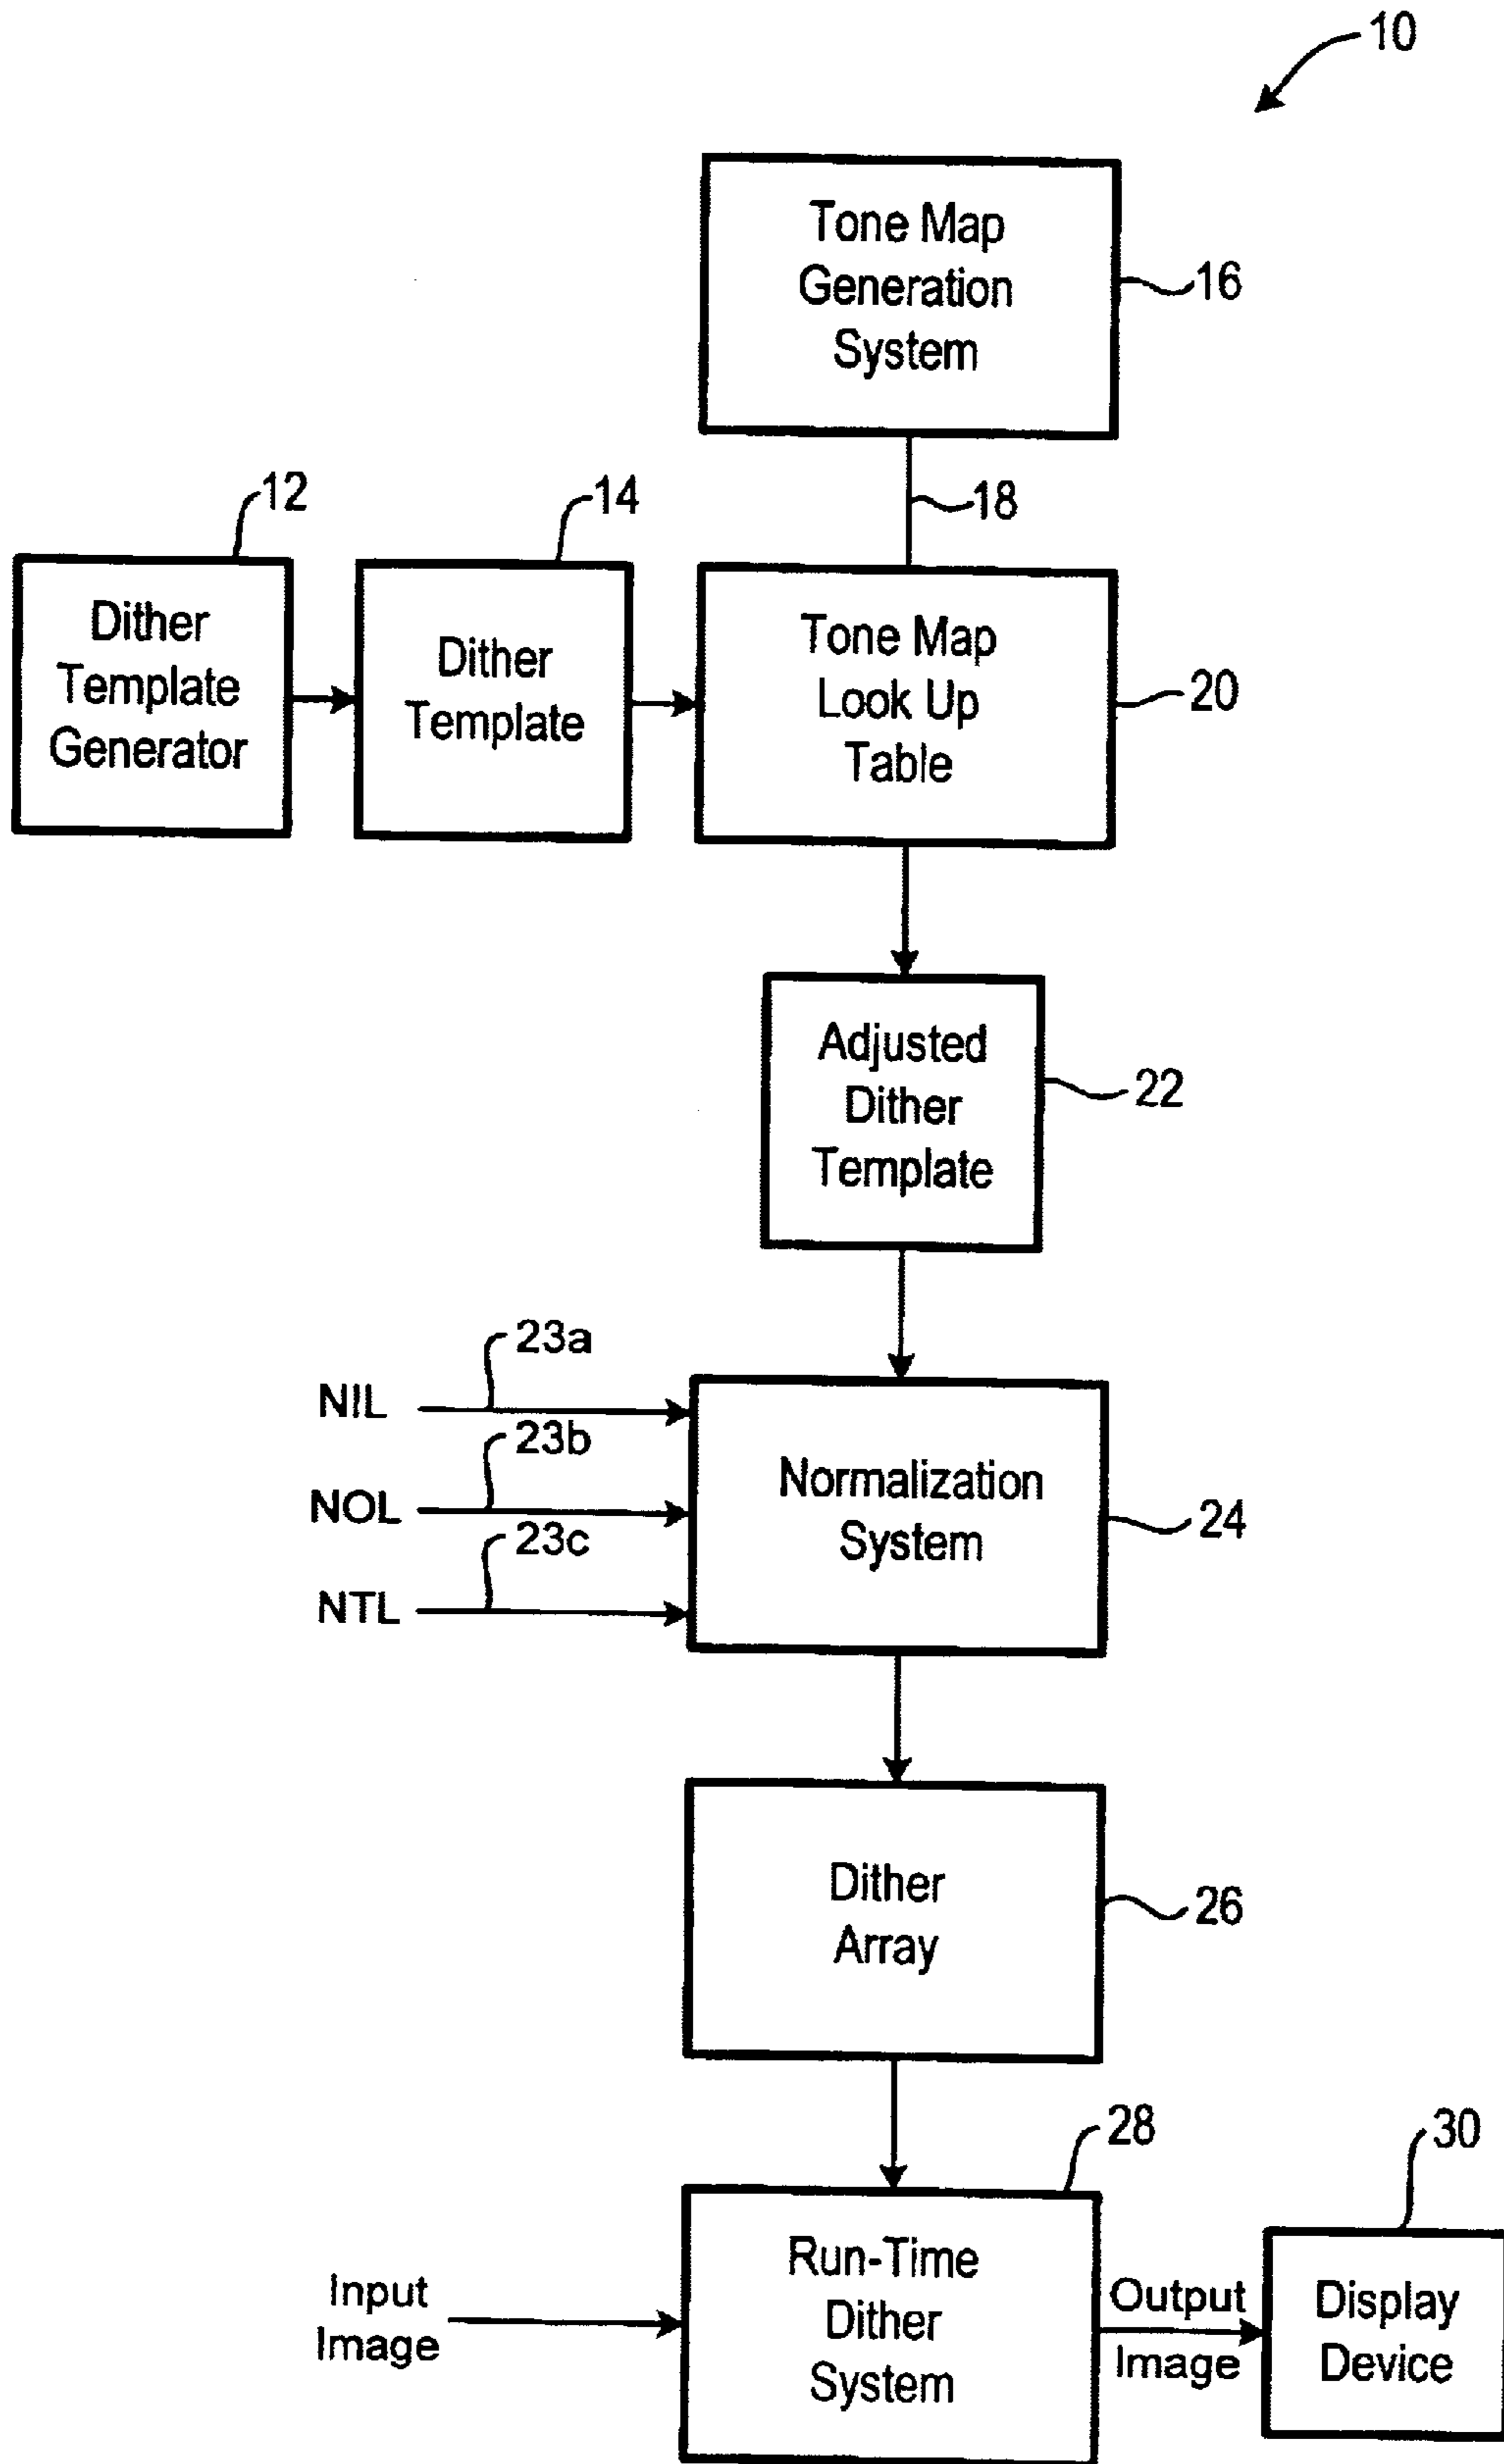 10
Tone Map
Generation
System
16
18
12
14
Dither
Template
Generator
Dither
Template
Tone Map
Look Up
Table
20
Adjusted
Dither
Template
22
NIL
23a
NOL
23b
NTL
23c
Normalization
System
24
Dither
Array
26
28
30
Input
Image
Run-Time
Dither
System
Output
Image
Display
Device